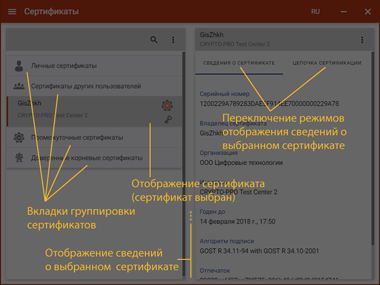 Сертификаты
RU
GisZhkh
CRYPTO-PRO Test Center 2
СВЕДЕНИЯ О СЕРТИФИКАТЕ
ЦЕПОЧКА СЕРТИФИКАЦИИ
Личные сертификаты
Сертификаты других пользователей
GisZhkh
CRYPTO-PRO Test Center 2
Промежуточные сертификаты
Доверенные корневые сертификаты
Серийный номер
Владелец
GisZhkh
Организация
ООО Цифровые технологии
CRYPTO-PRO Test Center 2
Годен до
14 февраля 2018 г., 17:50
Алгоритм подписи
GOST R 34.11-94 with GOST R 34.10-2001
Отпечаток
Переключение режимов
отображения сведений о
выбранном сертификате
Отображение сертификата
(сертификат выбран)
Вкладки группировки
сертификатов
Отображение сведений
о выбранном сертификате